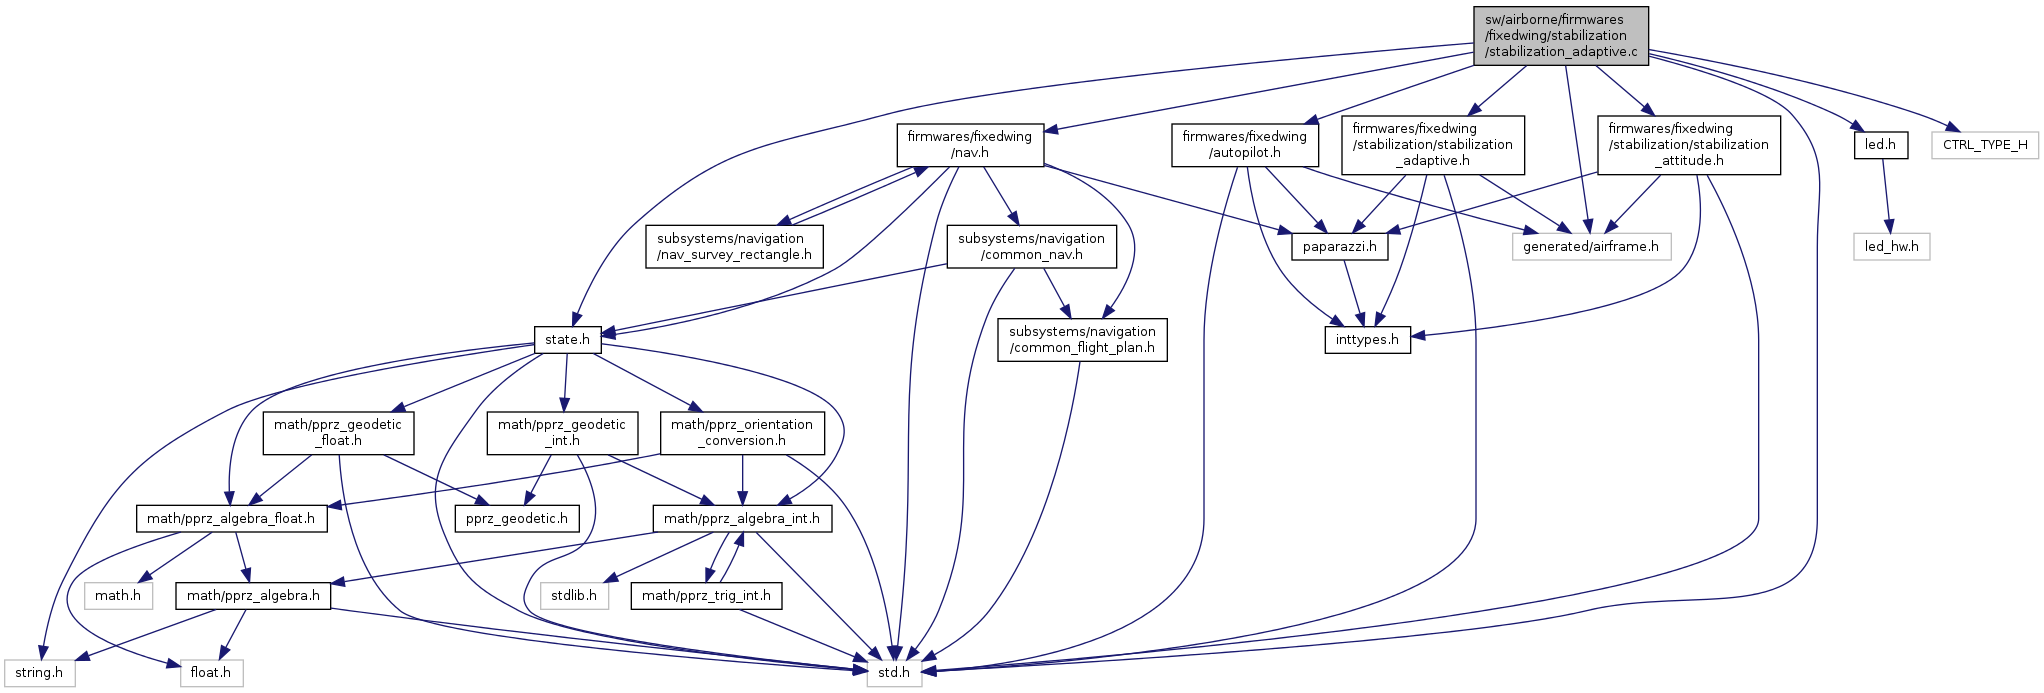 sw/airborne/firmwares
/fixedwing/stabilization
/stabilization_adaptive.c
firmwares/fixedwing
/nav.h
firmwares/fixedwing
/autopilot.h
firmwares/fixedwing
/stabilization/stabilization
_adaptive.h
firmwares/fixedwing
/stabilization/stabilization
_attitude.h
led.h
CTRL_TYPE_H
subsystems/navigation
/nav_survey_rectangle.h
subsystems/navigation
/common_nav.h
paparazzi.h
generated/airframe.h
led_hw.h
state.h
subsystems/navigation
/common_flight_plan.h
inttypes.h
math/pprz_geodetic
_float.h
math/pprz_geodetic
_int.h
math/pprz_orientation
_conversion.h
math/pprz_algebra_float.h
pprz_geodetic.h
math/pprz_algebra_int.h
math.h
math/pprz_algebra.h
stdlib.h
math/pprz_trig_int.h
string.h
float.h
std.h